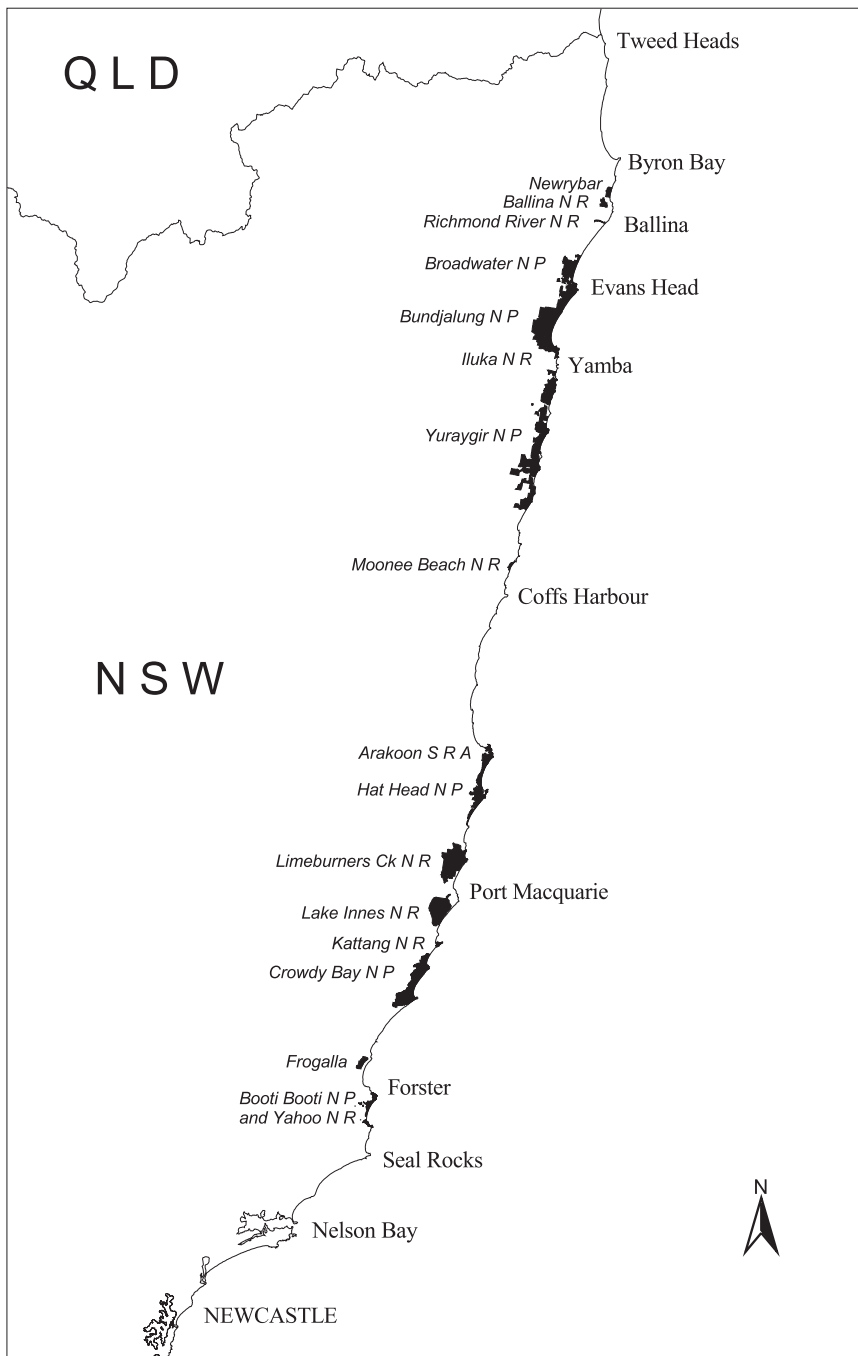 Tweed Heads
Q L D
Byron Bay
Newrybar
Ballina N R
Richmond River N R
Ballina
Broadwater N P
Evans Head
Bundjalung N P
Iluka N R
Yamba
Yuraygir N P
Moonee Beach N R
Coffs Harbour
N S W
Arakoon S R A
Hat Head N P
Limeburners Ck N R
Port Macquarie
Lake Innes N R
Kattang N R
Crowdy Bay N P
Frogalla
Forster
Booti Booti N P
and Yahoo N R
Seal Rocks
N
Nelson Bay
NEWCASTLE